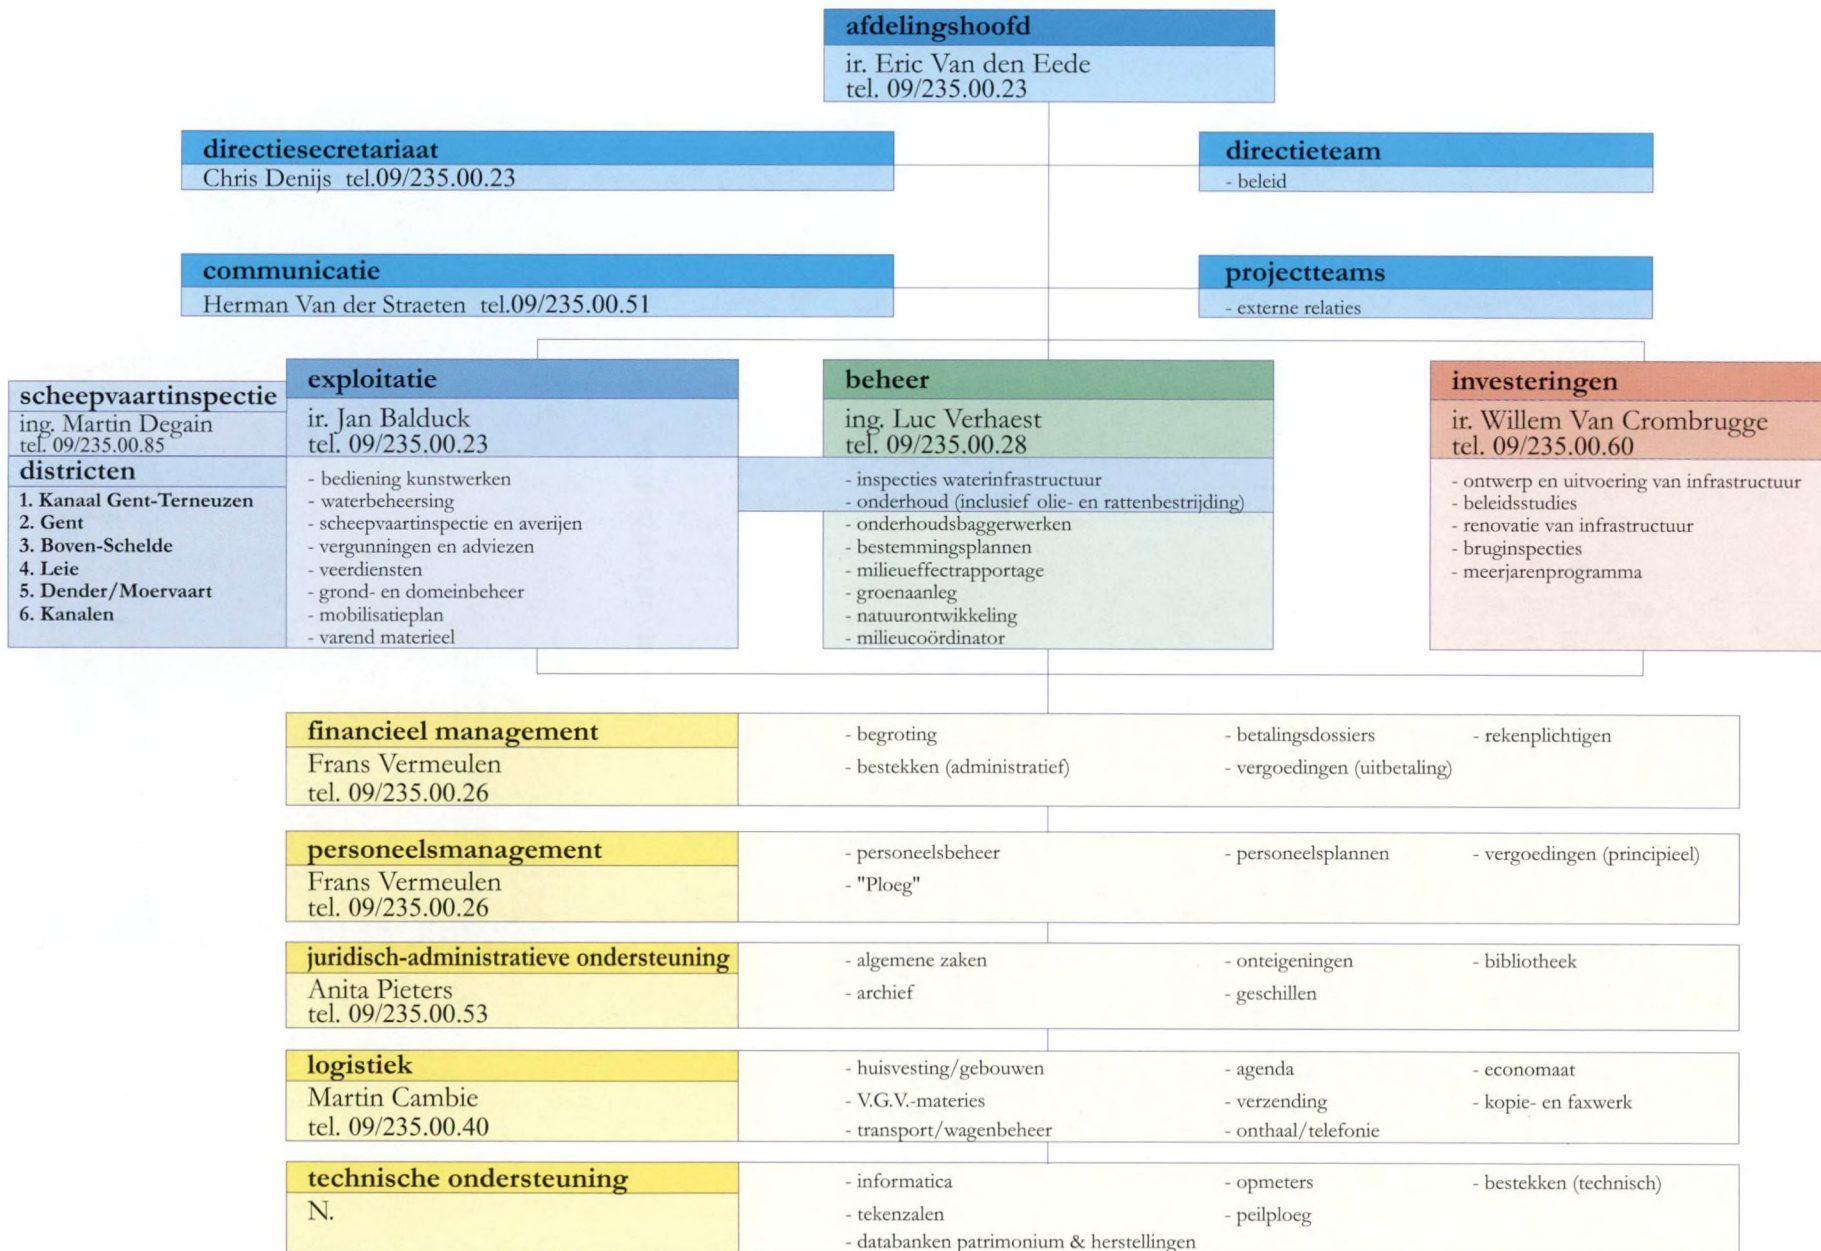 afdelingshoofd
ir. Eric Van den Eede
tel. 09/235.00.23
directiesecretariaat
Chris Denijs tel.09/235.00.23
directieteam
- beleid
communicatie
Herman Van der Straeten tel.09/235.00.51
projectteams
- externe relaties
scheepvaartinspectie
ing. Martin Degain
tel. 09/235.00.85
districten
1. Kanaal Gent-Terneuzen
2. Gent
3. Boven-Schelde
4. Leie
5. Dender/Moervaart
6. Kanalen
exploitatie
ir. Jan Balduck
tel. 09/235.00.23
- bediening kunstwerken
- waterbeheersing
- scheepvaartinspectie en averijen
- vergunningen en adviezen
- veerdiensten
- grond- en domeinbeheer
- mobilisatieplan
- varend materieel
beheer
ing. Luc Verhaest
tel. 09/235.00.28
- inspecties waterinfrastructuur
- onderhoud (inclusief olie- en rattenbestrijding)
- onderhoudsbaggerwerken
- bestemmingsplannen
- milieueffectrapportage
- groenaanleg
- natuurontwikkeling
- milieucoördinator
investeringen
ir. Willem Van Crombrugge
tel. 09/235.00.60
- ontwerp en uitvoering van infrastructuur
- beleidsstudies
- renovatie van infrastructuur
- bruginspecties
- meerjarenprogramma
financieel management
Frans Vermeulen
tel. 09/235.00.26
- begroting
- bestekken (administratief)
- betalingsdossiers
- vergoedingen (uitbetaling)
- rekenplichtigen
personeelsmanagement
Frans Vermeulen
tel. 09/235.00.26
- personeelsbeheer
- "Ploeg"
- personeelsplannen
- vergoedingen (principieel)
juridisch-administratieve ondersteuning
Anita Pieters
tel. 09/235.00.53
- algemene zaken
- archief
- onteigeningen
- geschillen
- bibliotheek
logistiek
Martin Cambie
tel. 09/235.00.40
- huisvesting/gebouwen
- V.G.V.-materies
- transport/wagenbeheer
- agenda
- verzending
- onthaal/telefonie
- economaat
- kopie- en faxwerk
technische ondersteuning
N.
- informatica
- tekenzalen
- databanken patrimonium & herstellingen
- opmeters
- peilploeg
- bestekken (technisch)